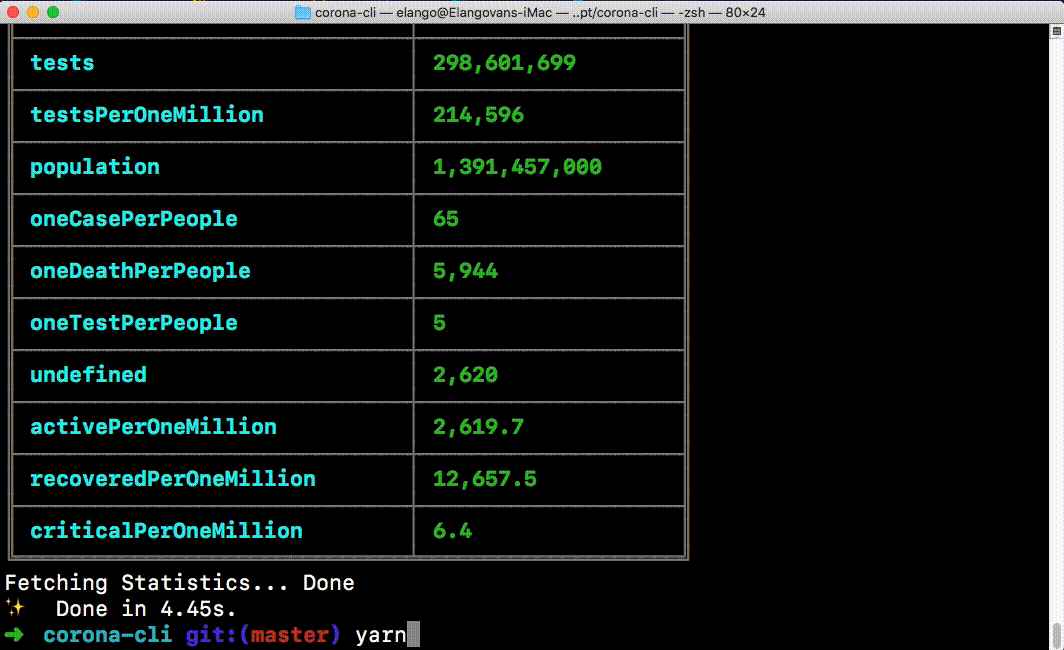 corona-cli — elango@Elangovans-iMac — ..pt/corona-cli — -zsh — 80×24
tests 298,601,699
testsPerOneMillion 214,596
population 1,391,457,000
oneCasePerPeople 65
oneDeathPerPeople 5,944
oneTestPerPeople 5
undefined 2,620
activePerOneMillion 2,619.7
recoveredPerOneMillion 12,657.5
criticalPerOneMillion 6.4
Fetching Statistics... Done
✨ Done in 4.45s.
➜ corona-cli git:(master) yarn